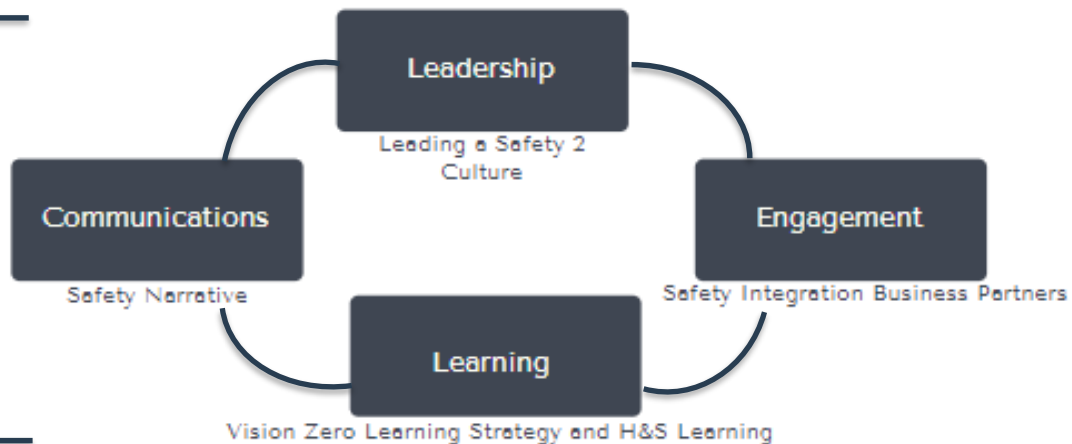 Leadership
Leading a Safety 2
Culture
Communications
Safety Narrative
Engagement
Safety Integration Business Partners
Learning
Vision Zero Learning Strategy and H&S Learning